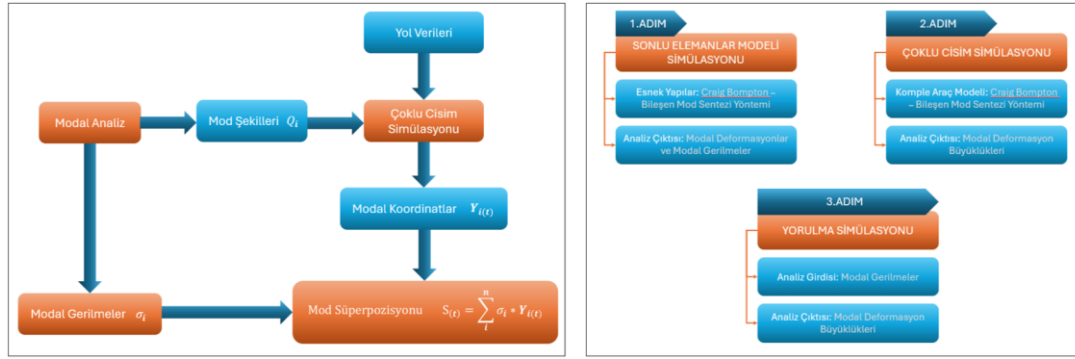 Yol Verileri
Modal Analiz
Mod Şekilleri Q_i
Çoklu Cisim
Simülasyonu
Modal Koordinatlar Y_{i(t)}
Modal Gerilmeler σ_i
Mod Süperpozisyonu S_{(t)} = \sum_{i}^{n} σ_i * Y_{i(t)}
1.ADIM
SONLU ELEMANLAR MODELİ
SİMÜLASYONU
Esnek Yapılar: Craig Bompton –
Bileşen Mod Sentezi Yöntemi
Analiz Çıktısı: Modal Deformasyonlar
ve Modal Gerilmeler
2.ADIM
ÇOKLU CİSİM SİMÜLASYONU
Komple Araç Modeli: Craig Bompton
– Bileşen Mod Sentezi Yöntemi
Analiz Çıktısı: Modal Deformasyon
Büyüklükleri
3.ADIM
YORULMA SİMÜLASYONU
Analiz Girdisi: Modal Gerilmeler
Analiz Çıktısı: Modal Deformasyon
Büyüklükleri